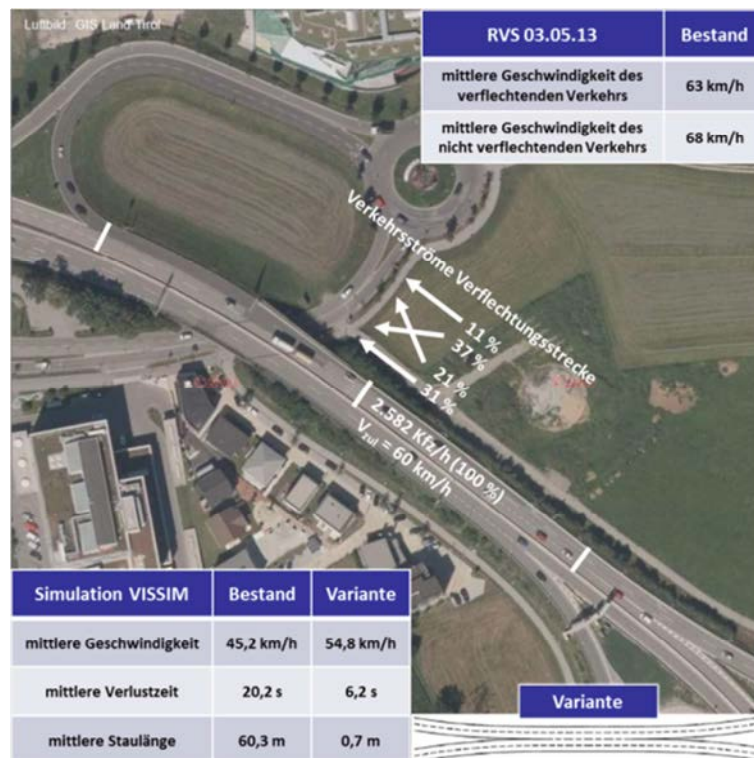 Luftbild: GIS Land Tirol
RVS 03.05.13 Bestand
mittlere Geschwindigkeit des
verflechtenden Verkehrs
63 km/h
mittlere Geschwindigkeit des
nicht verflechtenden Verkehrs
68 km/h
Verkehrsströme Verflechtungsstrecke
11 %
37 %
21 %
31 %
2.582 Kfz/h (100 %)
Vzul = 60 km/h
Simulation VISSIM Bestand Variante
mittlere Geschwindigkeit 45,2 km/h 54,8 km/h
mittlere Verlustzeit 20,2 s 6,2 s
mittlere Staulänge 60,3 m 0,7 m
Variante